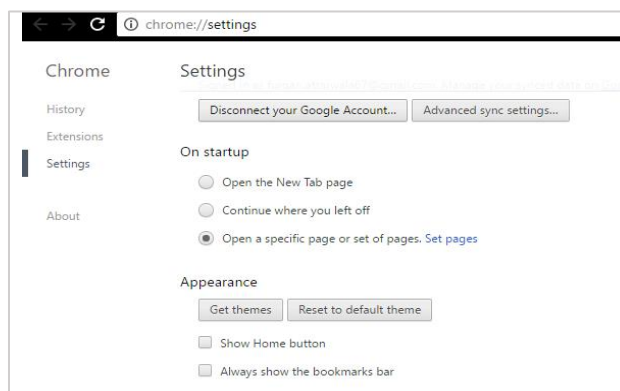 chrome://settings
Chrome
Settings
History
Extensions
Settings
About
Disconnect your Google Account...
Advanced sync settings...
On startup
Open the New Tab page
Continue where you left off
Open a specific page or set of pages. Set pages
Appearance
Get themes
Reset to default theme
Show Home button
Always show the bookmarks bar